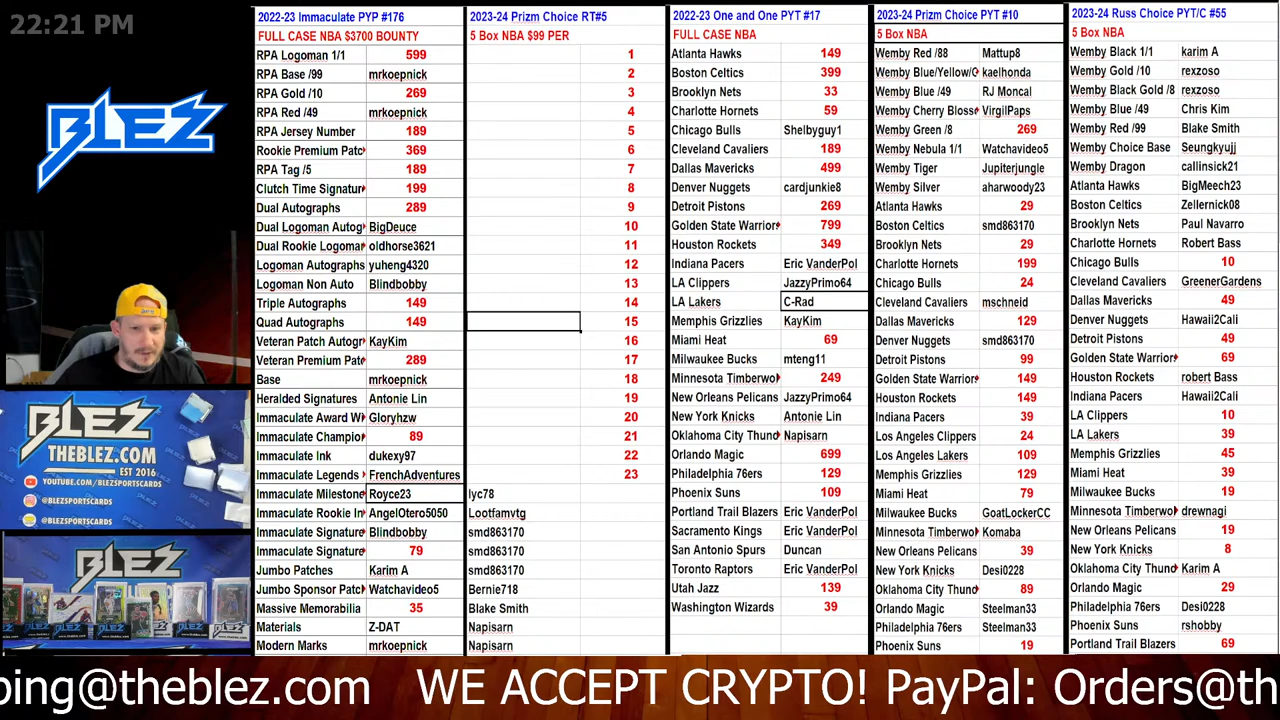 22:21 PM
BLEZ
BLEZ
THEBLEZ.COM
EST 2016
YOUTUBE.COM/BLEZSPORTSCARDS
@BLEZSPORTSCARDS
@BLEZSPORTSCARDS
2022-23 Immaculate PYP #176
FULL CASE NBA $3700 BOUNTY
RPA Logoman 1/1 599
RPA Base /99 mrkoepnick
RPA Gold /10 269
RPA Red /49 mrkoepnick
RPA Jersey Number 189
Rookie Premium Patc 369
RPA Tag /5 189
Clutch Time Signatur 199
Dual Autographs 289
Dual Logoman Autog BigDeuce
Dual Rookie Logoma oldhorse3621
Logoman Autographs yuheng4320
Logoman Non Auto Blindbobby
Triple Autographs 149
Quad Autographs 149
Veteran Patch Autogr KayKim
Veteran Premium Pat 289
Base mrkoepnick
Heralded Signatures Antonie Lin
Immaculate Award W Gloryhzw
Immaculate Champio 89
Immaculate Ink dukexy97
Immaculate Legends FrenchAdventures
Immaculate Milestone Royce23
Immaculate Rookie In AngelOtero5050
Immaculate Signature Blindbobby
Immaculate Signature 79
Jumbo Patches Karim A
Jumbo Sponsor Patc Watchavideo5
Massive Memorabilia 35
Materials Z-DAT
Modern Marks mrkoepnick
2023-24 Prizm Choice RT#5
5 Box NBA $99 PER
1
2
3
4
5
6
7
8
9
10
11
12
13
14
15
16
17
18
19
20
21
22
23
lyc78
Lootfamvtg
smd863170
smd863170
smd863170
Bernie718
Blake Smith
Napisarn
Napisarn
2022-23 One and One PYT #17
FULL CASE NBA
Atlanta Hawks 149
Boston Celtics 399
Brooklyn Nets 33
Charlotte Hornets 59
Chicago Bulls Shelbyguy1
Cleveland Cavaliers 189
Dallas Mavericks 499
Denver Nuggets cardjunkie8
Detroit Pistons 269
Golden State Warrior 799
Houston Rockets 349
Indiana Pacers Eric VanderPol
LA Clippers JazzyPrimo64
LA Lakers C-Rad
Memphis Grizzlies KayKim
Miami Heat 69
Milwaukee Bucks mteng11
Minnesota Timberwo 249
New Orleans Pelicans JazzyPrimo64
New York Knicks Antonie Lin
Oklahoma City Thund Napisarn
Orlando Magic 699
Philadelphia 76ers 129
Phoenix Suns 109
Portland Trail Blazers Eric VanderPol
Sacramento Kings Eric VanderPol
San Antonio Spurs Duncan
Toronto Raptors Eric VanderPol
Utah Jazz 139
Washington Wizards 39
2023-24 Prizm Choice PYT #10
5 Box NBA
Wemby Red /88 Mattup8
Wemby Blue/Yellow/G kaelhonda
Wemby Blue /49 RJ Moncal
Wemby Cherry Bloss VirgilPaps
Wemby Green /8 269
Wemby Nebula 1/1 Watchavideo5
Wemby Tiger Jupiterjungle
Wemby Silver aharwoody23
Atlanta Hawks 29
Boston Celtics smd863170
Brooklyn Nets 29
Charlotte Hornets 199
Chicago Bulls 24
Cleveland Cavaliers mschneid
Dallas Mavericks 129
Denver Nuggets smd863170
Detroit Pistons 99
Golden State Warrior 149
Houston Rockets 149
Indiana Pacers 39
Los Angeles Clippers 24
Los Angeles Lakers 109
Memphis Grizzlies 129
Miami Heat 79
Milwaukee Bucks GoatLockerCC
Minnesota Timberwo Komaba
New Orleans Pelicans 39
New York Knicks Desi0228
Oklahoma City Thund 89
Orlando Magic Steelman33
Philadelphia 76ers Steelman33
Phoenix Suns 19
2023-24 Russ Choice PYT/C #55
5 Box NBA
Wemby Black 1/1 karim A
Wemby Gold /10 rexzoso
Wemby Black Gold /8 rexzoso
Wemby Blue /49 Chris Kim
Wemby Red /99 Blake Smith
Wemby Choice Base Seungkyujj
Wemby Dragon callinsick21
Atlanta Hawks BigMeech23
Boston Celtics Zellernick08
Brooklyn Nets Paul Navarro
Charlotte Hornets Robert Bass
Chicago Bulls 10
Cleveland Cavaliers GreenerGardens
Dallas Mavericks 49
Denver Nuggets Hawaii2Cali
Detroit Pistons 49
Golden State Warrior 69
Houston Rockets robert Bass
Indiana Pacers Hawaii2Cali
LA Clippers 10
LA Lakers 39
Memphis Grizzlies 45
Miami Heat 39
Milwaukee Bucks 19
Minnesota Timberwo drewnagi
New Orleans Pelicans 19
New York Knicks 8
Oklahoma City Thund Karim A
Orlando Magic 29
Philadelphia 76ers Desi0228
Phoenix Suns rshobby
Portland Trail Blazers 69
ping@theblez.com WE ACCEPT CRYPTO! PayPal: Orders@th